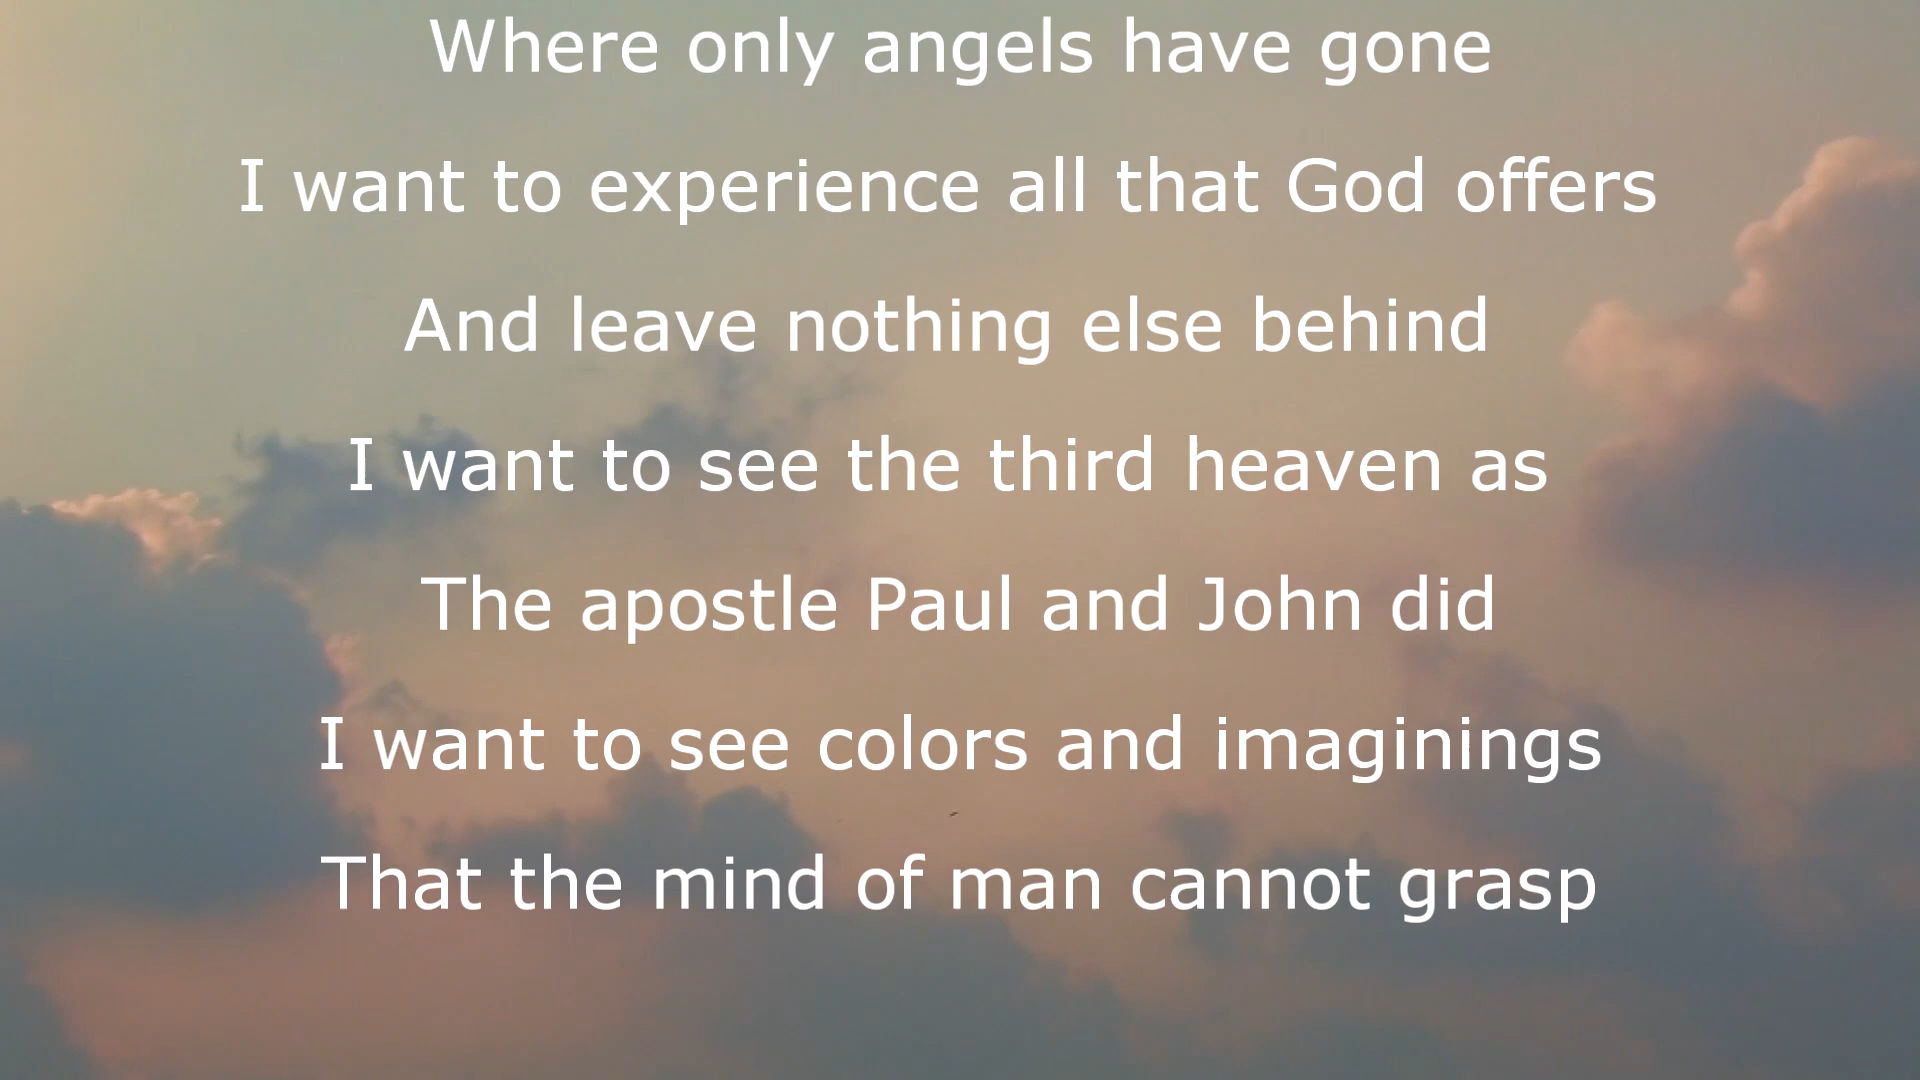 Where only angels have gone
I want to experience all that God offers
And leave nothing else behind
I want to see the third heaven as
The apostle Paul and John did
I want to see colors and imaginings
That the mind of man cannot grasp